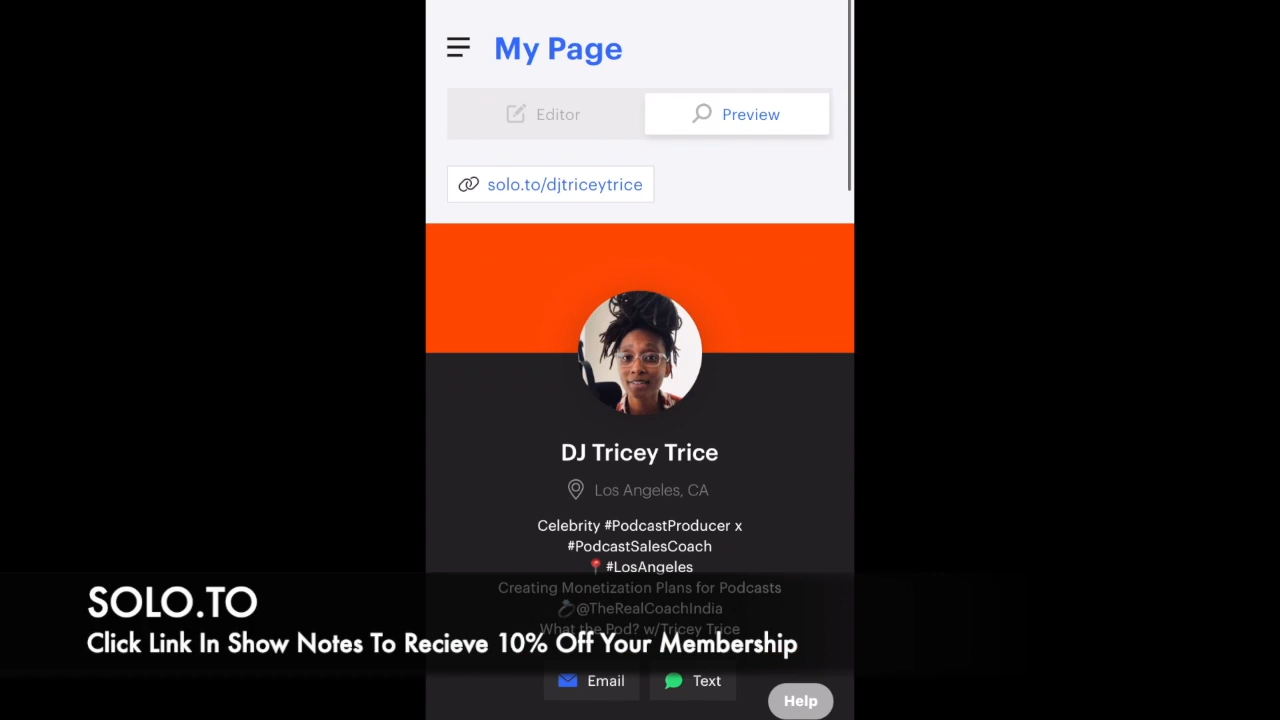 My Page
Editor
Preview
solo.to/djtriceytrice
DJ Tricey Trice
Los Angeles, CA
Celebrity #PodcastProducer x
#PodcastSalesCoach
📍 #LosAngeles
Creating Monetization Plans for Podcasts
💍@TheRealCoachIndia
What the Pod? w/Tricey Trice
SOLO.TO
Click Link In Show Notes To Recieve 10% Off Your Membership
Email
Text
Help